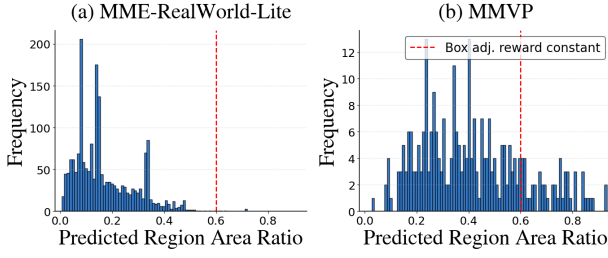 (a) MME-RealWorld-Lite
Frequency
200
150
100
50
0
0.0 0.2 0.4 0.6 0.8
Predicted Region Area Ratio
(b) MMVP
Box adj. reward constant
Frequency
12
10
8
6
4
2
0
0.0 0.2 0.4 0.6 0.8
Predicted Region Area Ratio